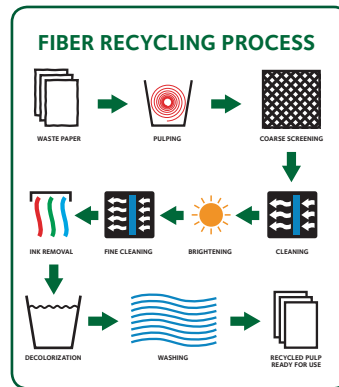 FIBER RECYCLING PROCESS
WASTE PAPER
PULPING
COARSE SCREENING
INK REMOVAL
FINE CLEANING
BRIGHTENING
CLEANING
DECOLORIZATION
WASHING
RECYCLED PULP
READY FOR USE